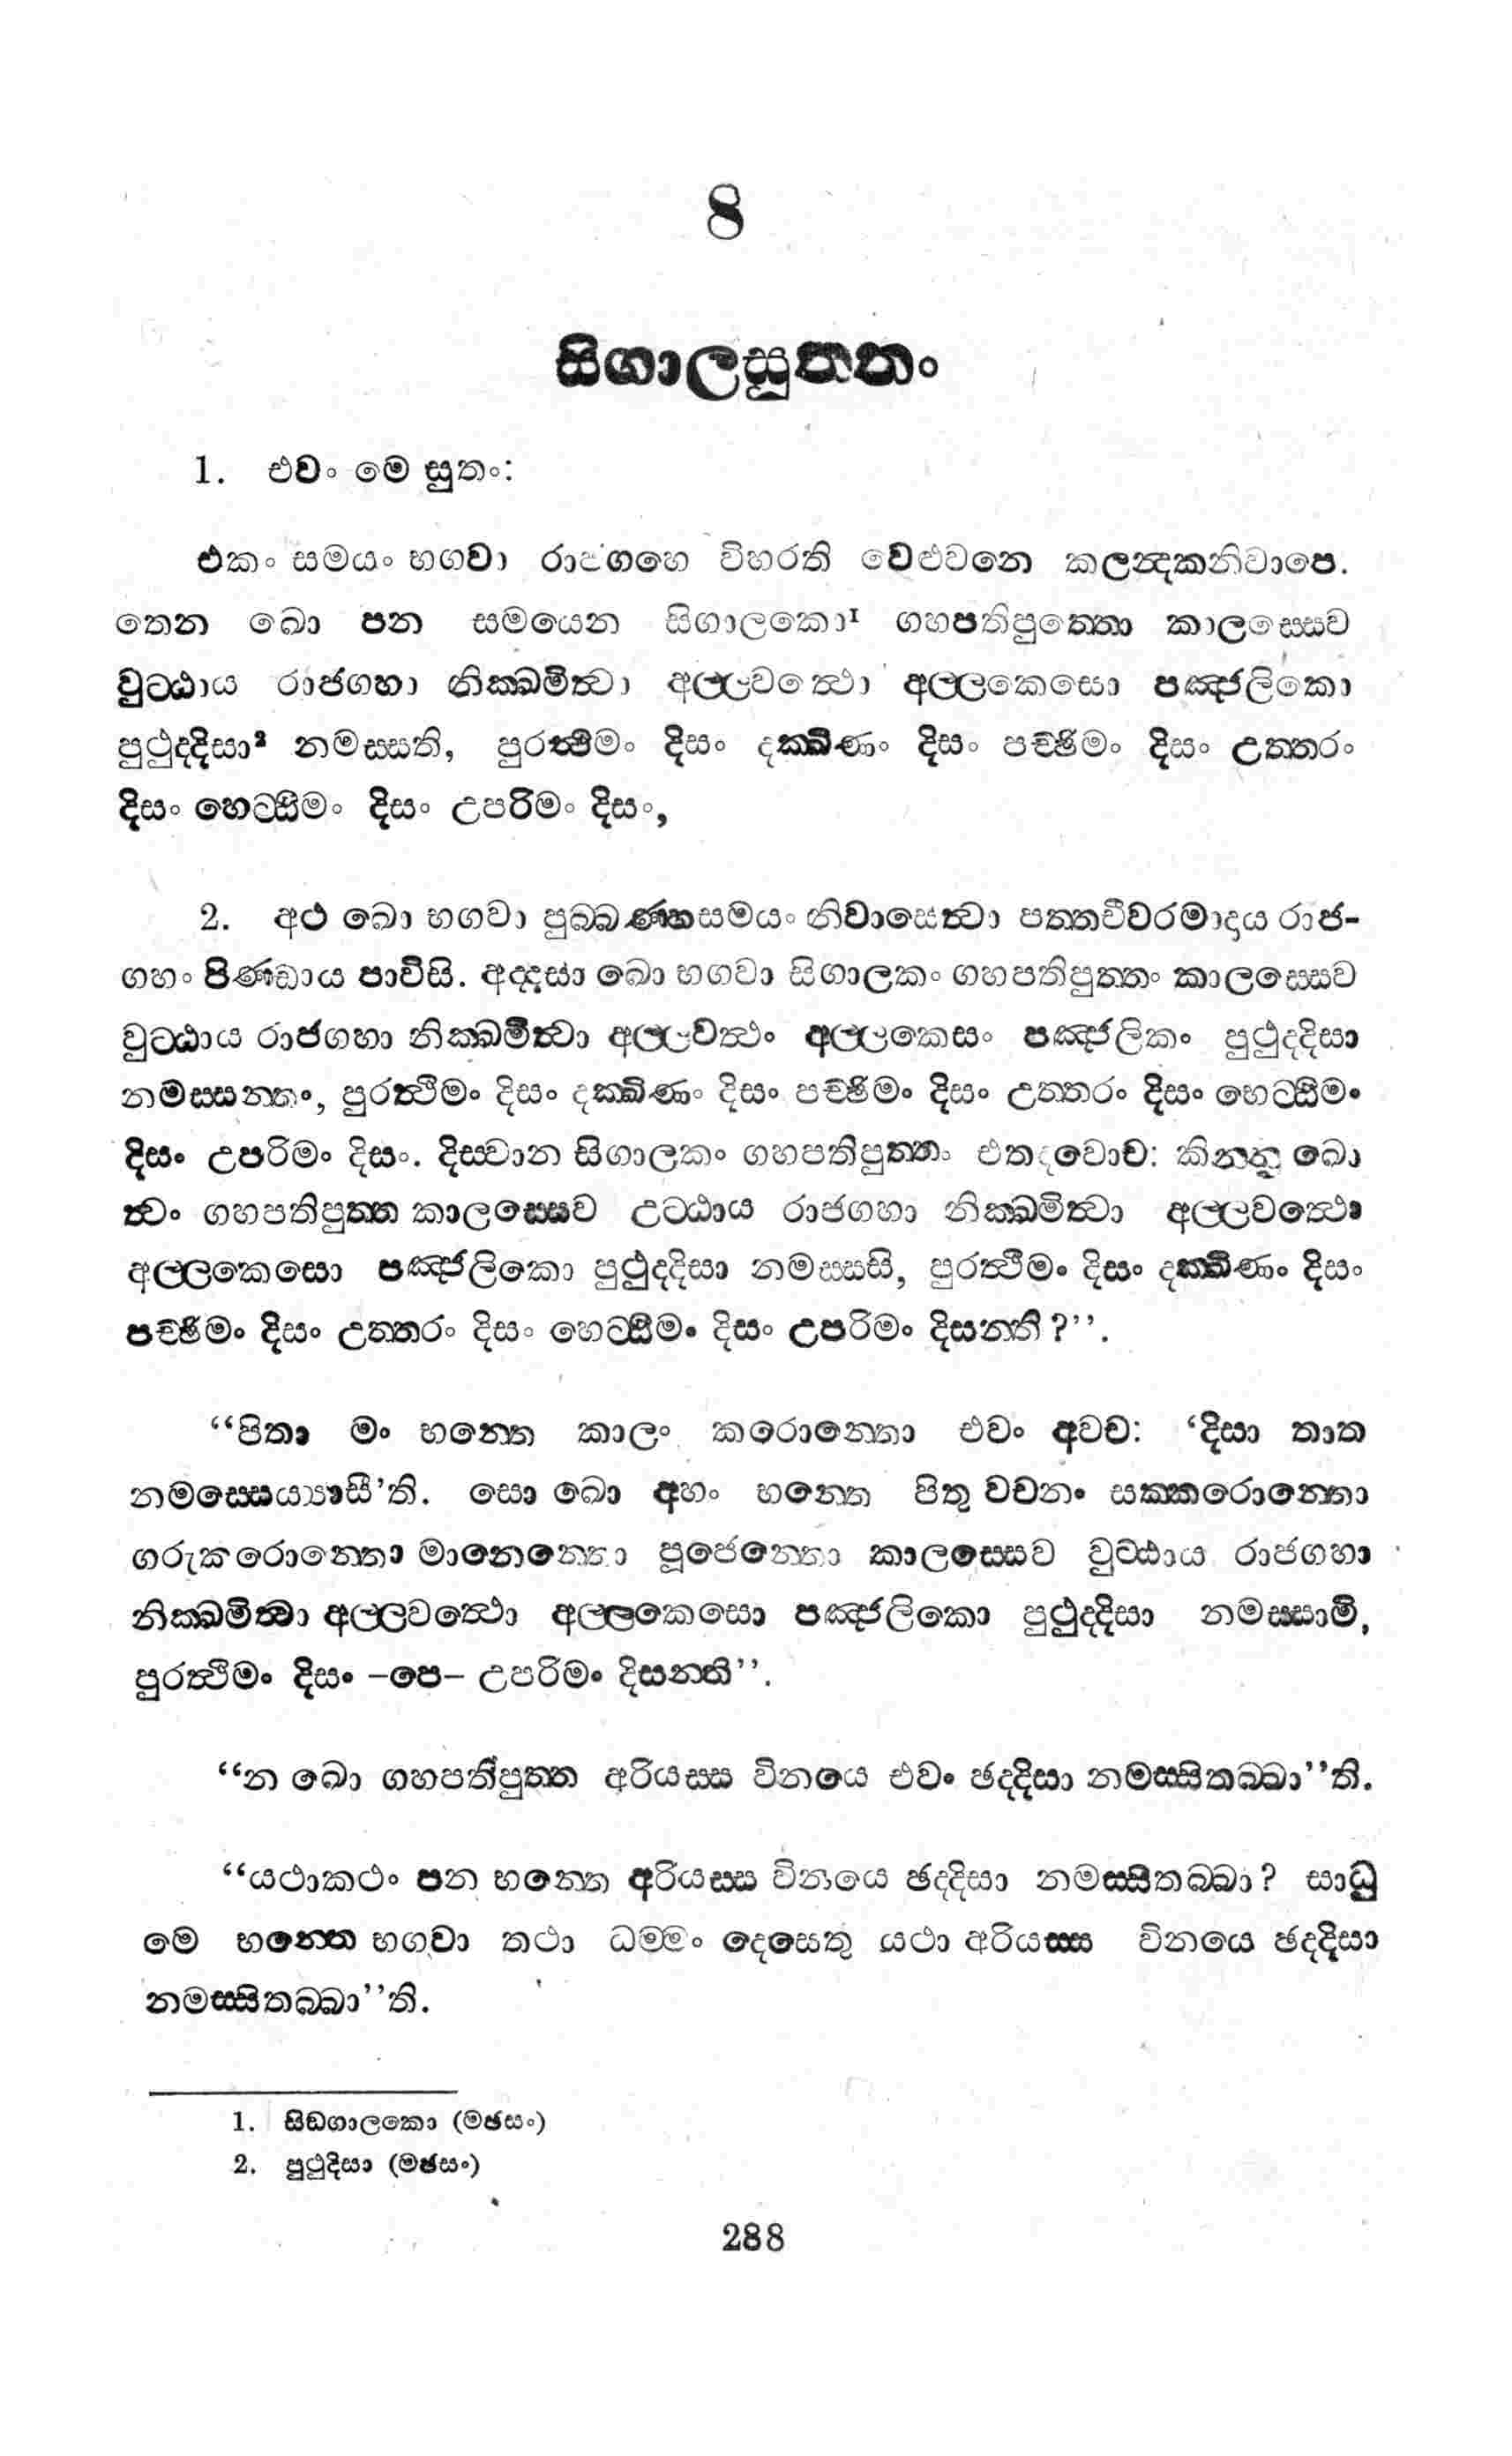 8
සිගාලසුත්තං
1. එවං මෙ සුතං:
එකං සමයං භගවා රාජගහෙ විහරති වෙළුවනෙ කලන්දකනිවාපෙ.
තෙන ඛො පන සමයෙන සිගාලකො¹ ගහපතිපුත්තො කාලස්සෙව
වුට්ඨාය රාජගහා නික්ඛමිත්වා අල්ලවත්ථො අල්ලකෙසො පඤ්ජලිකො
පුථුද්දිසා² නමස්සති, පුරත්ථිමං දිසං දක්ඛිණං දිසං පච්ඡිමං දිසං උත්තරං
දිසං හෙට්ඨිමං දිසං උපරිමං දිසං,
2. අථ ඛො භගවා පුබ්බණ්හසමයං නිවාසෙත්වා පත්තචීවරමාදාය රාජ-
ගහං පිණ්ඩාය පාවිසි. අද්දසා ඛො භගවා සිගාලකං ගහපතිපුත්තං කාලස්සෙව
වුට්ඨාය රාජගහා නික්ඛමිත්වා අල්ලවත්ථං අල්ලකෙසං පඤ්ජලිකං පුථුද්දිසා
නමස්සන්තං, පුරත්ථිමං දිසං දක්ඛිණං දිසං පච්ඡිමං දිසං උත්තරං දිසං හෙට්ඨිමං
දිසං උපරිමං දිසං. දිස්වාන සිගාලකං ගහපතිපුත්තං එතදවොච: කින්නු ඛො
ත්වං ගහපතිපුත්ත කාලස්සෙව උට්ඨාය රාජගහා නික්ඛමිත්වා අල්ලවත්ථො
අල්ලකෙසො පඤ්ජලිකො පුථුද්දිසා නමස්සසි, පුරත්ථිමං දිසං දක්ඛිණං දිසං
පච්ඡිමං දිසං උත්තරං දිසං හෙට්ඨිමං දිසං උපරිමං දිසන්ති?’’.
‘‘පිතා මං භන්තෙ කාලං කරොන්තො එවං අවච: ‘දිසා තාත
නමස්සෙය්‍යාසී’ති. සො ඛො අහං භන්තෙ පිතු වචනං සක්කරොන්තො
ගරුකරොන්තො මානෙන්තො පූජෙන්තො කාලස්සෙව වුට්ඨාය රාජගහා
නික්ඛමිත්වා අල්ලවත්ථො අල්ලකෙසො පඤ්ජලිකො පුථුද්දිසා නමස්සාමි,
පුරත්ථිමං දිසං –පෙ– උපරිමං දිසන්ති’’.
‘‘න ඛො ගහපතිපුත්ත අරියස්ස විනයෙ එවං ඡද්දිසා නමස්සිතබ්බා’’ති.
‘‘යථාකථං පන භන්තෙ අරියස්ස විනයෙ ඡද්දිසා නමස්සිතබ්බා? සාධු
මෙ භන්තෙ භගවා තථා ධම්මං දෙසෙතු යථා අරියස්ස විනයෙ ඡද්දිසා
නමස්සිතබ්බා’’ති.
1. සිඞගාලකො (මඡසං)
2. පුථුදිසා (මඡසං)
288